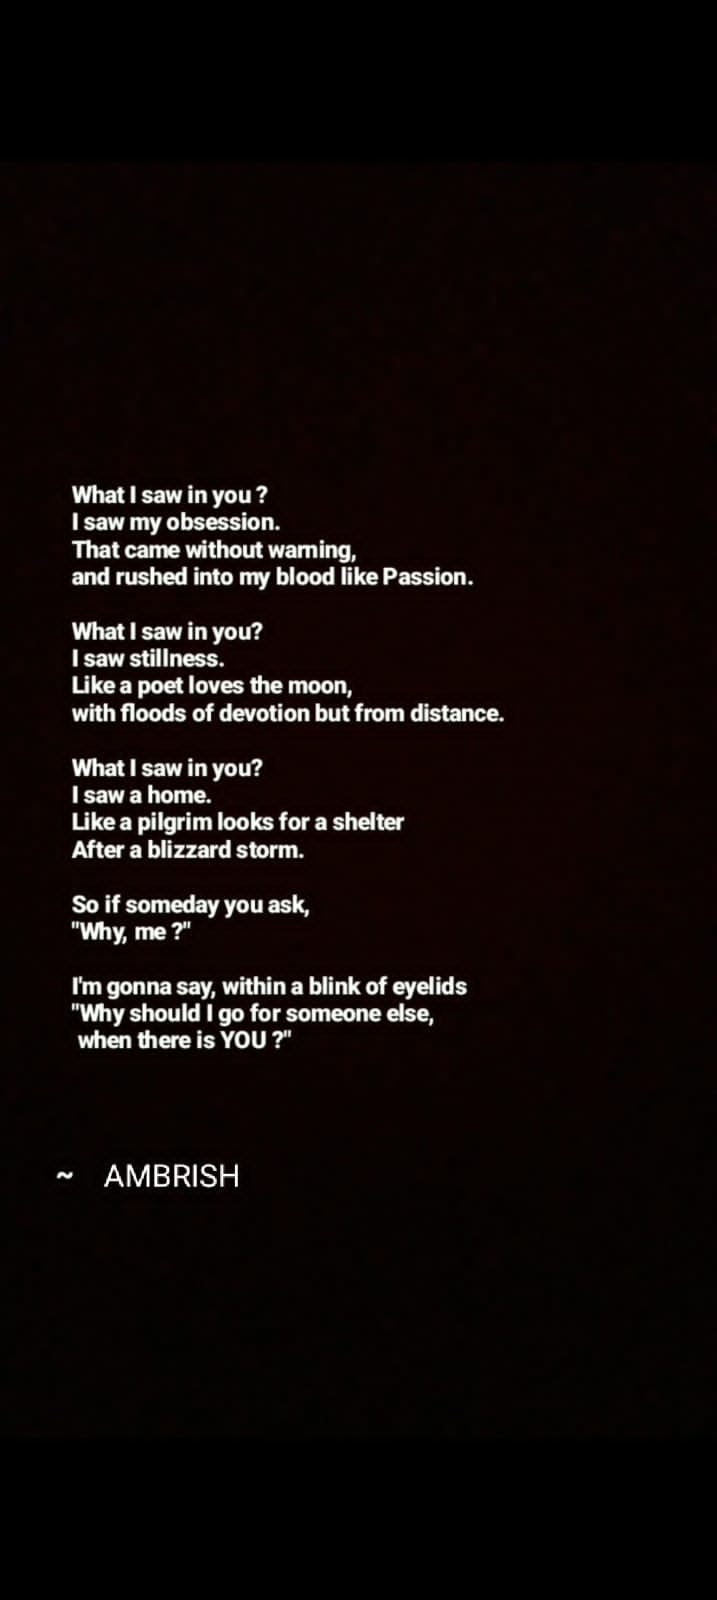 What I saw in you ?
I saw my obsession.
That came without warning,
and rushed into my blood like Passion.
What I saw in you?
I saw stillness.
Like a poet loves the moon,
with floods of devotion but from distance.
What I saw in you?
I saw a home.
Like a pilgrim looks for a shelter
After a blizzard storm.
So if someday you ask,
"Why, me ?"
I'm gonna say, within a blink of eyelids
"Why should I go for someone else,
when there is YOU ?"
~ AMBRISH